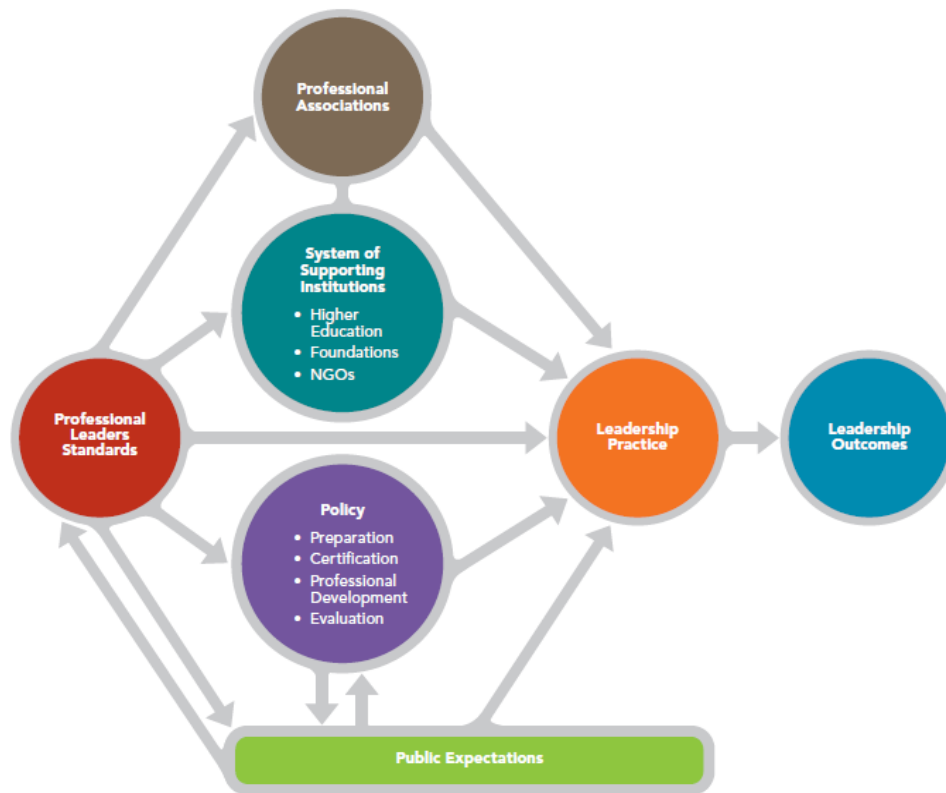 Professional
Associations
System of
Supporting
Institutions
• Higher
Education
• Foundations
• NGOs
Professional
Leaders
Standards
Leadership
Practice
Leadership
Outcomes
Policy
• Preparation
• Certification
• Professional
Development
• Evaluation
Public Expectations